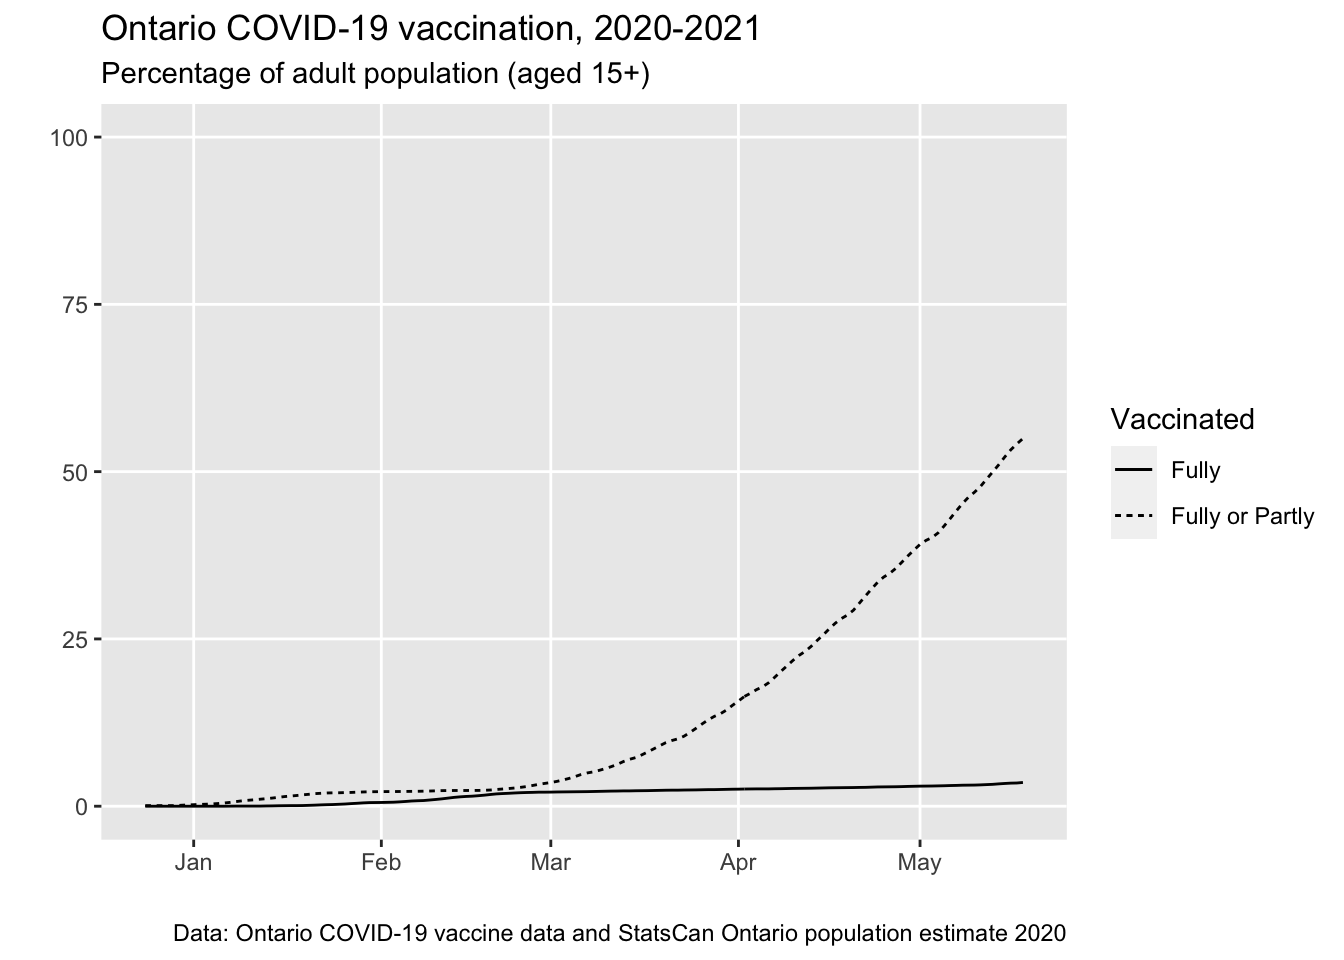 Ontario COVID-19 vaccination, 2020-2021
Percentage of adult population (aged 15+)
100
75
50
25
0
Jan Feb Mar Apr May
Vaccinated
Fully
Fully or Partly
Data: Ontario COVID-19 vaccine data and StatsCan Ontario population estimate 2020